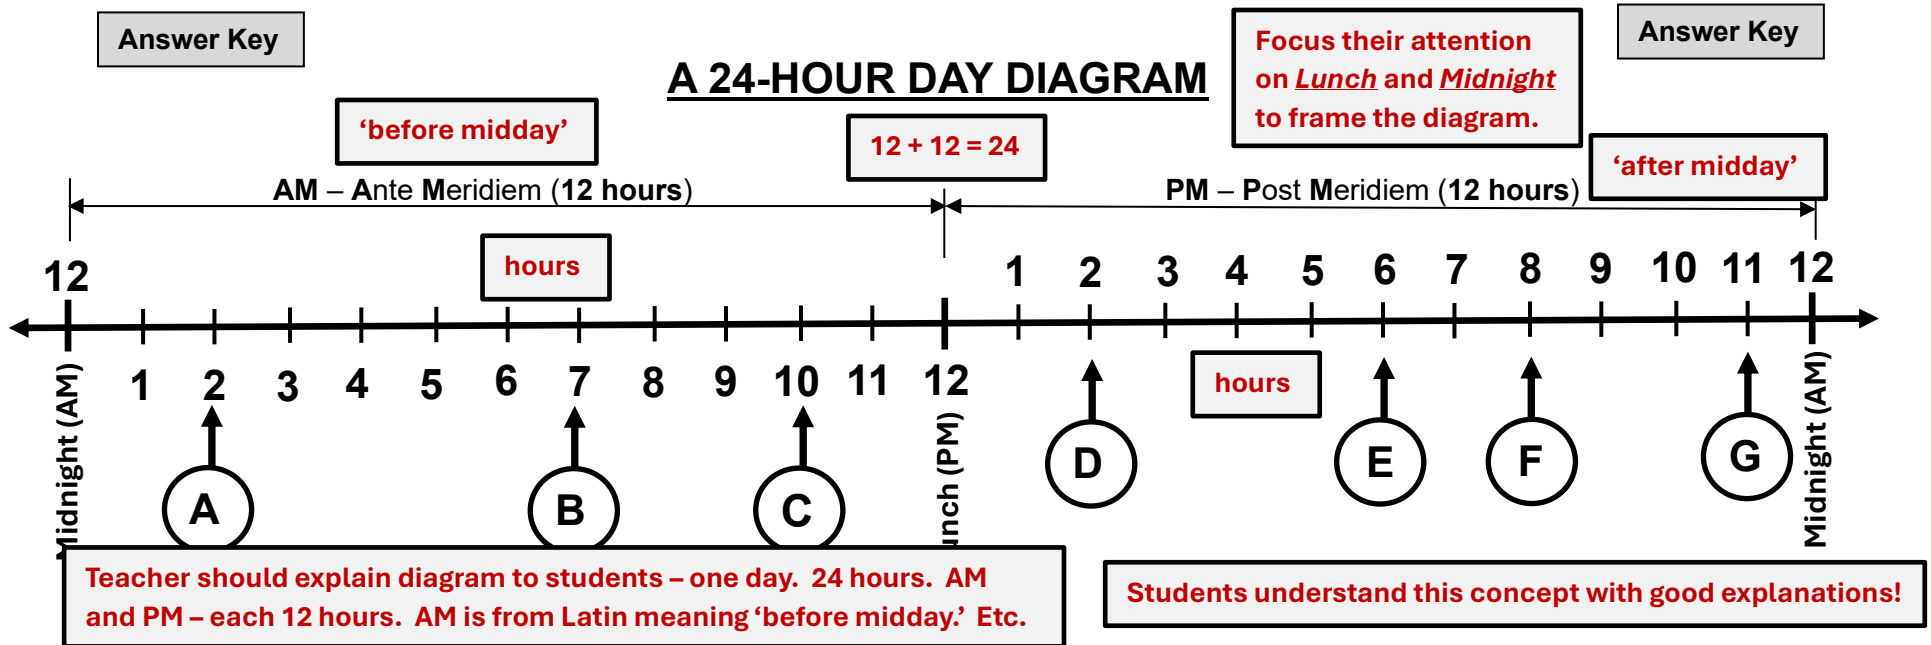 Answer Key
Answer Key
A 24-HOUR DAY DIAGRAM
Focus their attention
on Lunch and Midnight
to frame the diagram.
‘before midday’
12 + 12 = 24
‘after midday’
AM – Ante Meridiem (12 hours)
PM – Post Meridiem (12 hours)
hours
12
1 2 3 4 5 6 7 8 9 10 11 12
1 2 3 4 5 6 7 8 9 10 11 12
hours
Midnight (AM)
unch (PM)
Midnight (AM)
A B C D E F G
Teacher should explain diagram to students – one day. 24 hours. AM
and PM – each 12 hours. AM is from Latin meaning ‘before midday.’ Etc.
Students understand this concept with good explanations!